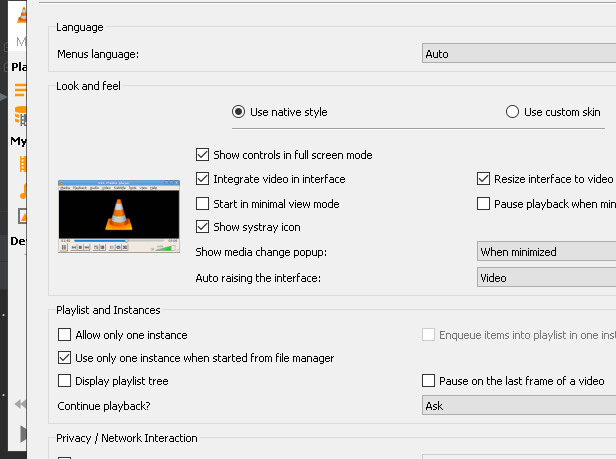 Language
Menus language: Auto
Look and feel
Use native style Use custom skin
Show controls in full screen mode
Integrate video in interface Resize interface to video
Start in minimal view mode Pause playback when min
Show systray icon
Show media change popup: When minimized
Auto raising the interface: Video
Playlist and Instances
Allow only one instance Enqueue items into playlist in one inst
Use only one instance when started from file manager
Display playlist tree Pause on the last frame of a video
Continue playback? Ask
Privacy / Network Interaction
M
Pla
My
De